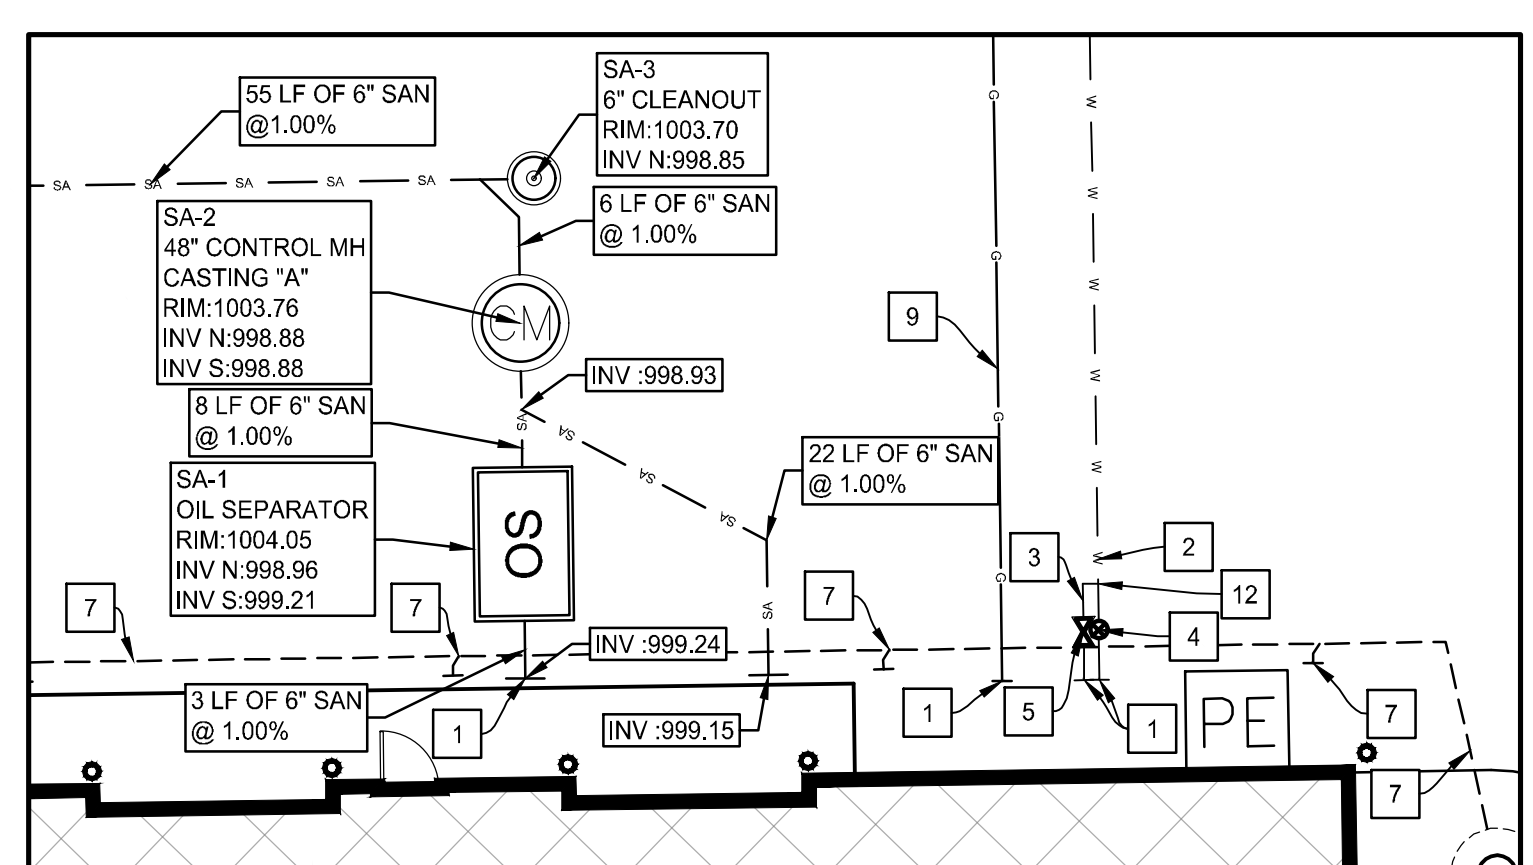 55 LF OF 6" SAN
@1.00%
SA-3
6" CLEANOUT
RIM:1003.70
INV N:998.85
SA
SA
SA
SA
SA
6 LF OF 6" SAN
@ 1.00%
SA-2
48" CONTROL MH
CASTING "A"
RIM:1003.76
INV N:998.88
INV S:998.88
CM
INV :998.93
8 LF OF 6" SAN
@ 1.00%
SA
SA
SA
SA
SA
22 LF OF 6" SAN
@ 1.00%
SA-1
OIL SEPARATOR
RIM:1004.05
INV N:998.96
INV S:999.21
OS
G
G
G
G
W
W
W
W
W
W
9
3
2
12
4
5
1
1
7
7
7
7
7
INV :999.24
3 LF OF 6" SAN
@ 1.00%
1
INV :999.15
PE